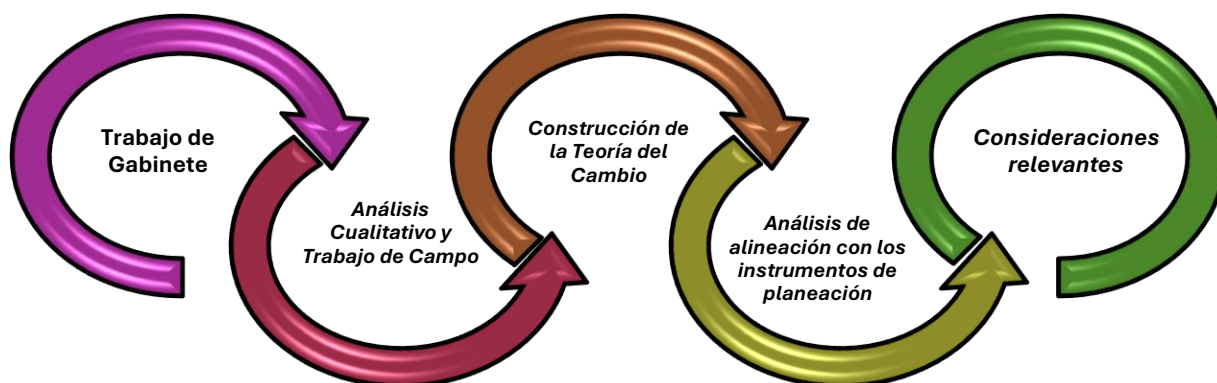 Trabajo de
Gabinete
Análisis
Cualitativo y
Trabajo de Campo
Construcción de
la Teoría del
Cambio
Análisis de
alineación con los
instrumentos de
planeación
Consideraciones
relevantes